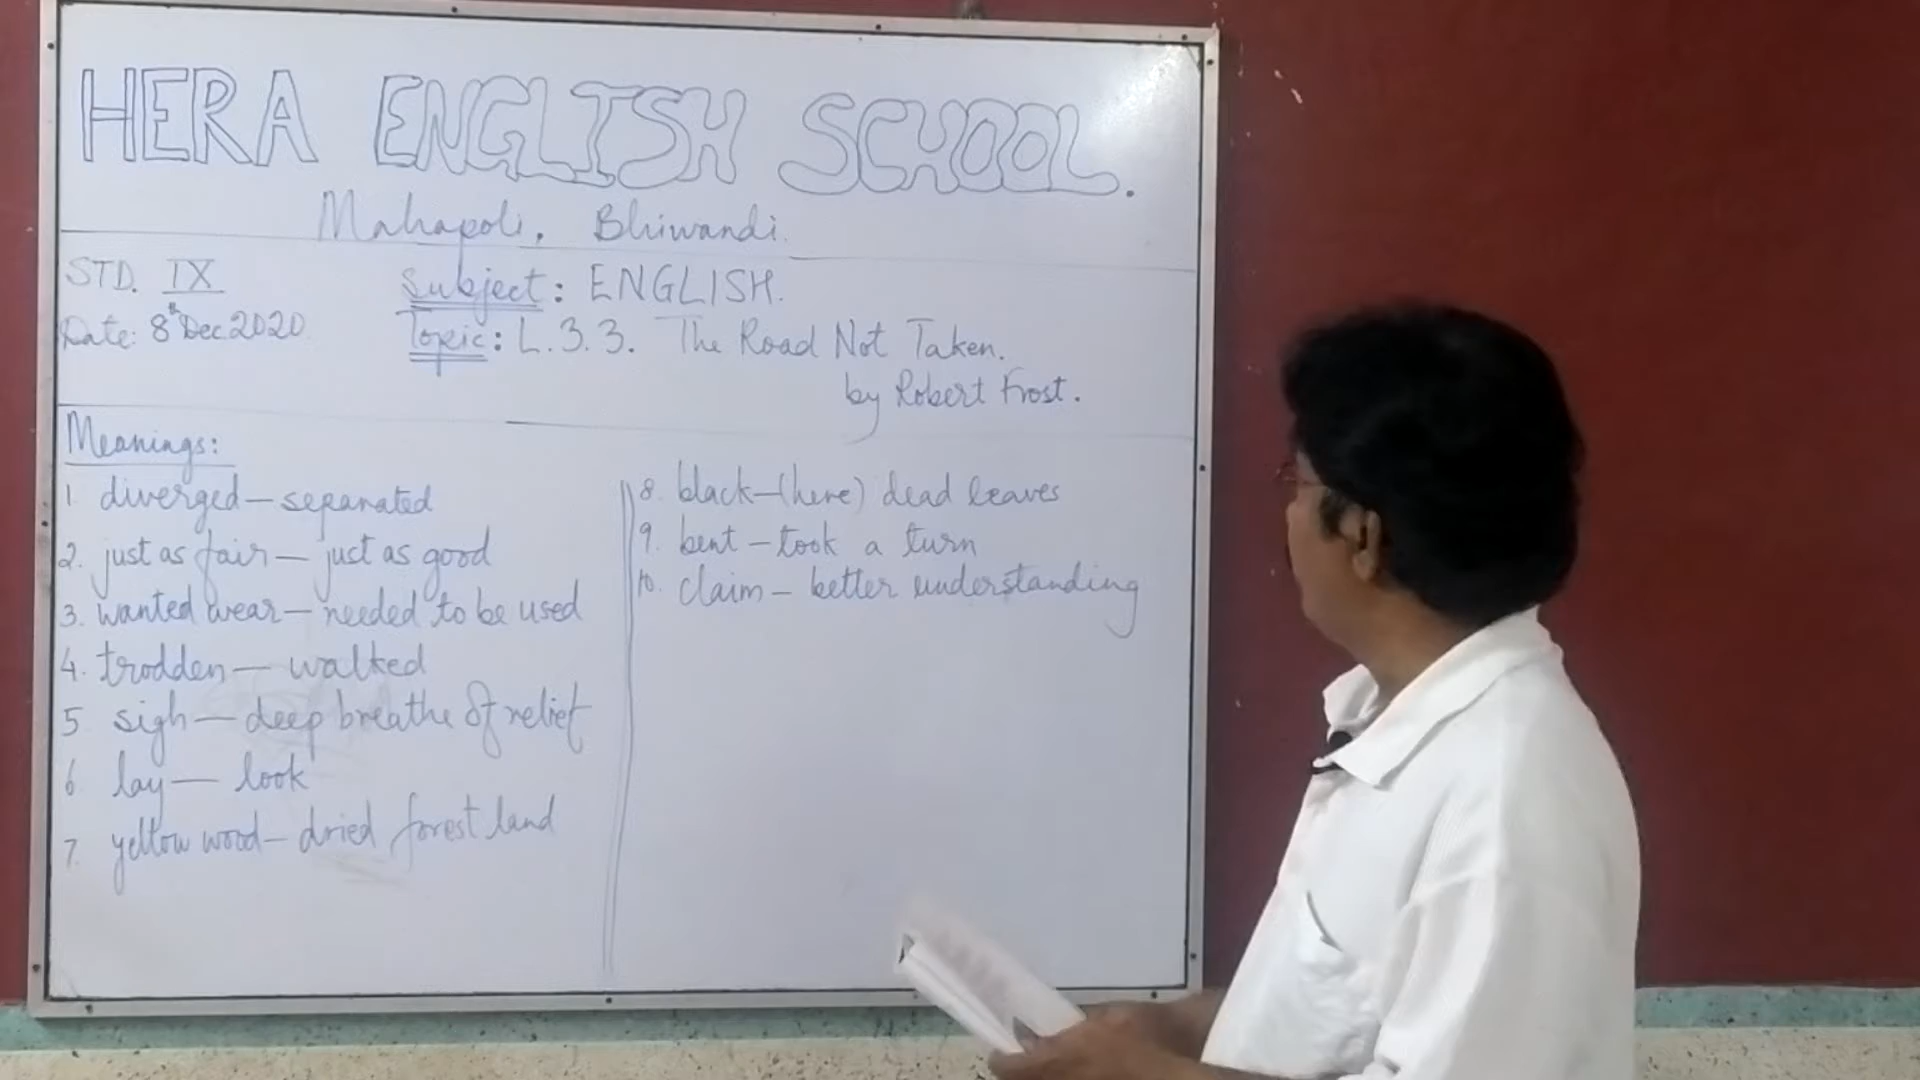 HERA ENGLISH SCHOOL.
Mahapoli, Bhiwandi.
STD. IX
Date: 8th Dec 2020.
Subject: ENGLISH.
Topic: L.3.3. The Road Not Taken.
by Robert Frost.
Meanings:
1. diverged — separated
2. just as fair — just as good
3. wanted wear — needed to be used
4. trodden — walked
5 sigh — deep breathe of relief
6 lay — look
7. yellow wood — dried forest land
8. black — (here) dead leaves
9. bent — took a turn
10. claim — better understanding